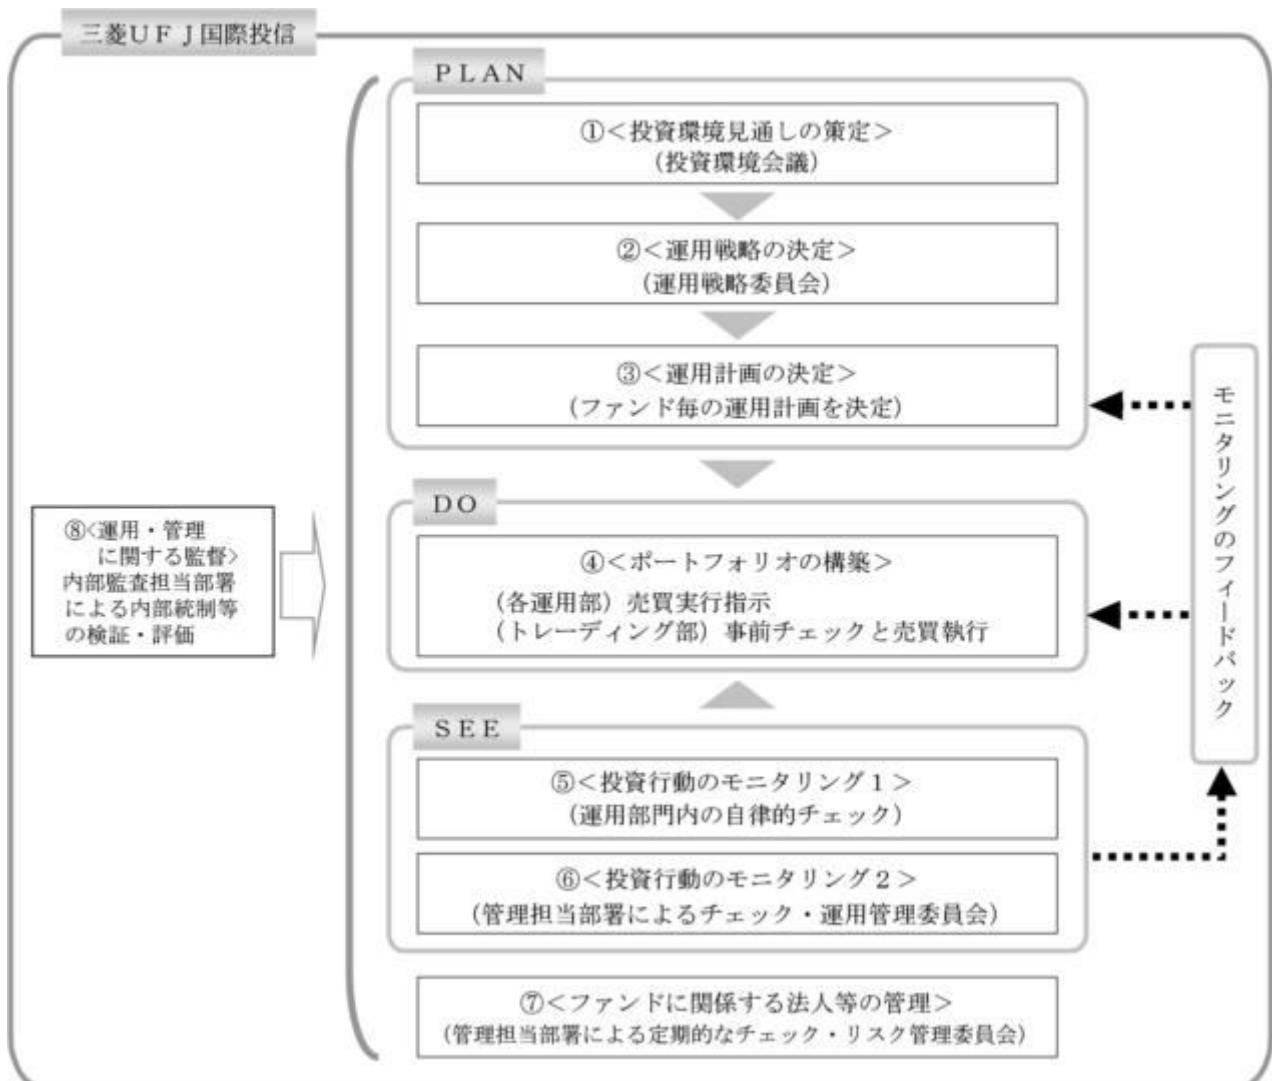 三菱ＵＦＪ国際投信
ＰＬＡＮ
①＜投資環境見通しの策定＞
（投資環境会議）
②＜運用戦略の決定＞
（運用戦略委員会）
③＜運用計画の決定＞
（ファンド毎の運用計画を決定）
ＤＯ
④＜ポートフォリオの構築＞
（各運用部）売買実行指示
（トレーディング部）事前チェックと売買執行
ＳＥＥ
⑤＜投資行動のモニタリング１＞
（運用部門内の自律的チェック）
⑥＜投資行動のモニタリング２＞
（管理担当部署によるチェック・運用管理委員会）
⑦＜ファンドに関係する法人等の管理＞
（管理担当部署による定期的なチェック・リスク管理委員会）
⑧<運用・管理
に関する監督>
内部監査担当部署
による内部統制等
の検証・評価
モニタリングのフィードバック